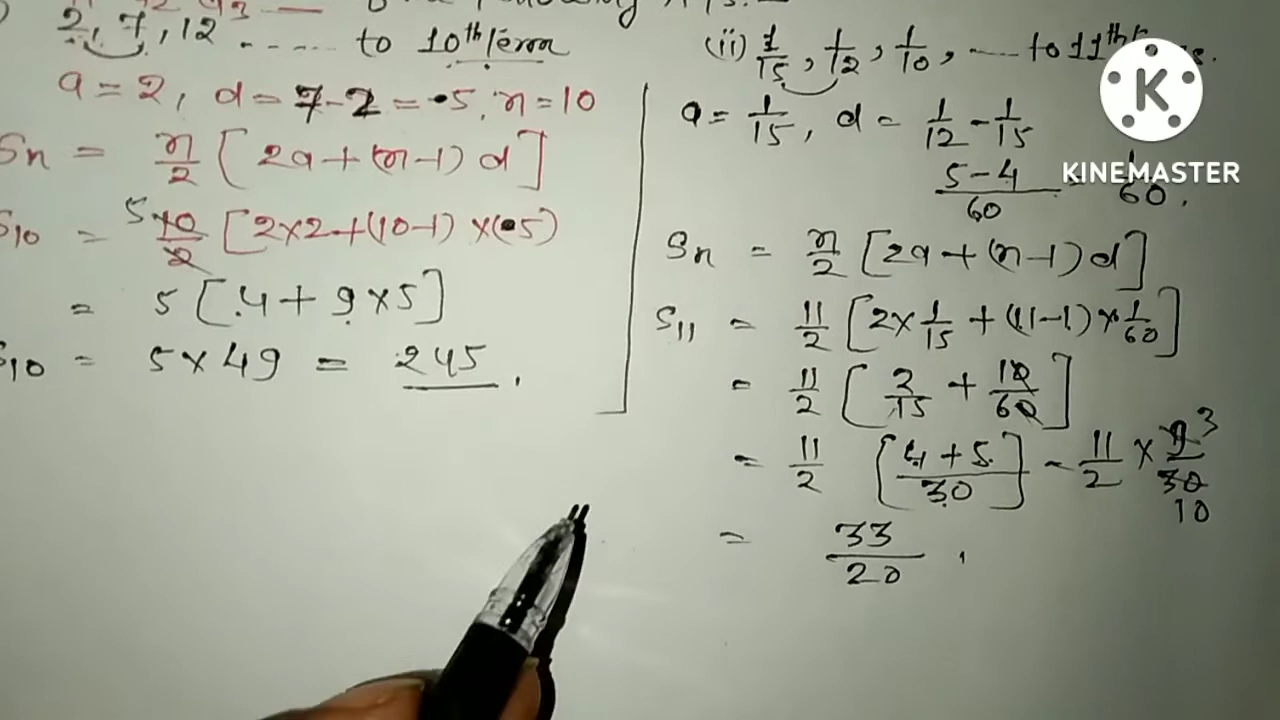 2, 7, 12 ..... to 10th term
a = 2, d = 7-2 = 5, n = 10
Sn = n/2 [2a+(n-1)d]
S10 = 5 10/2 [2×2+(10-1)×(5)
= 5[4+9×5]
S10 = 5×49 = 245.
(ii) 1/15, 1/12, 1/10, .... to 11th
a = 1/15, d = 1/12 - 1/15
5-4/60 = 1/60.
Sn = n/2 [2a+(n-1)d]
S11 = 11/2 [2×1/15+(11-1)×1/60]
= 11/2 [2/15+10/60]
= 11/2 [4+5/30] - 11/2 × 9/30 3 10
= 33/20.
K
KINEMASTER